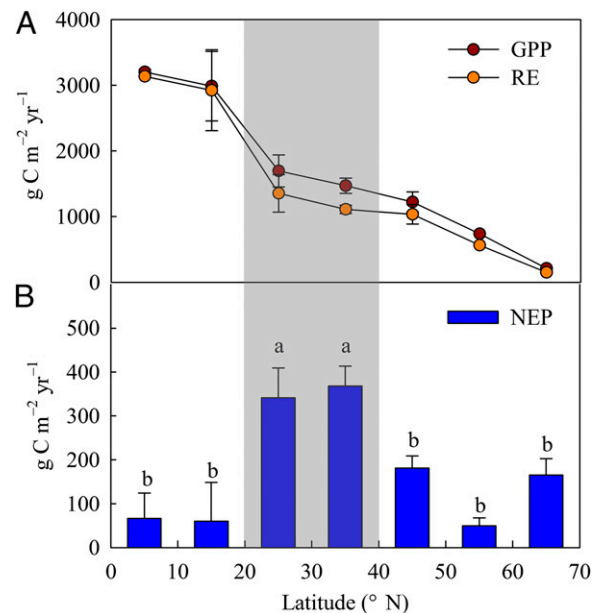 A
4000
3000
2000
1000
0
g C m⁻² yr⁻¹
GPP
RE
B
500
400
300
200
100
0
g C m⁻² yr⁻¹
NEP
b
b
a
a
b
b
b
0 10 20 30 40 50 60 70
Latitude (° N)